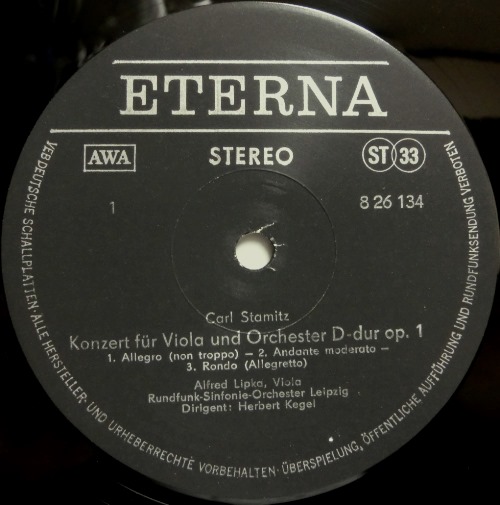 ETERNA
AWA STEREO ST 33
1 8 26 134
Carl Stamitz
Konzert für Viola und Orchester D-dur op. 1
1. Allegro (non troppo) – 2. Andante moderato –
3. Rondo (Allegretto)
Alfred Lipka, Viola
Rundfunk-Sinfonie-Orchester Leipzig
Dirigent: Herbert Kegel
VEB DEUTSCHE SCHALLPLATTEN · ALLE HERSTELLER- UND URHEBERRECHTE VORBEHALTEN · ÜBERSPIELUNG, ÖFFENTLICHE AUFFÜHRUNG UND RUNDFUNKSENDUNG VERBOTEN